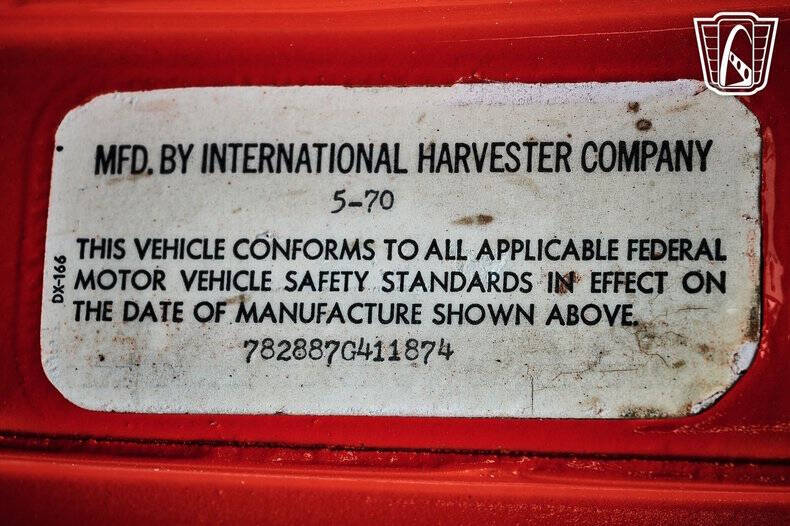 MFD. BY INTERNATIONAL HARVESTER COMPANY
5-70
THIS VEHICLE CONFORMS TO ALL APPLICABLE FEDERAL
MOTOR VEHICLE SAFETY STANDARDS IN EFFECT ON
THE DATE OF MANUFACTURE SHOWN ABOVE.
782887G411874
DX-166